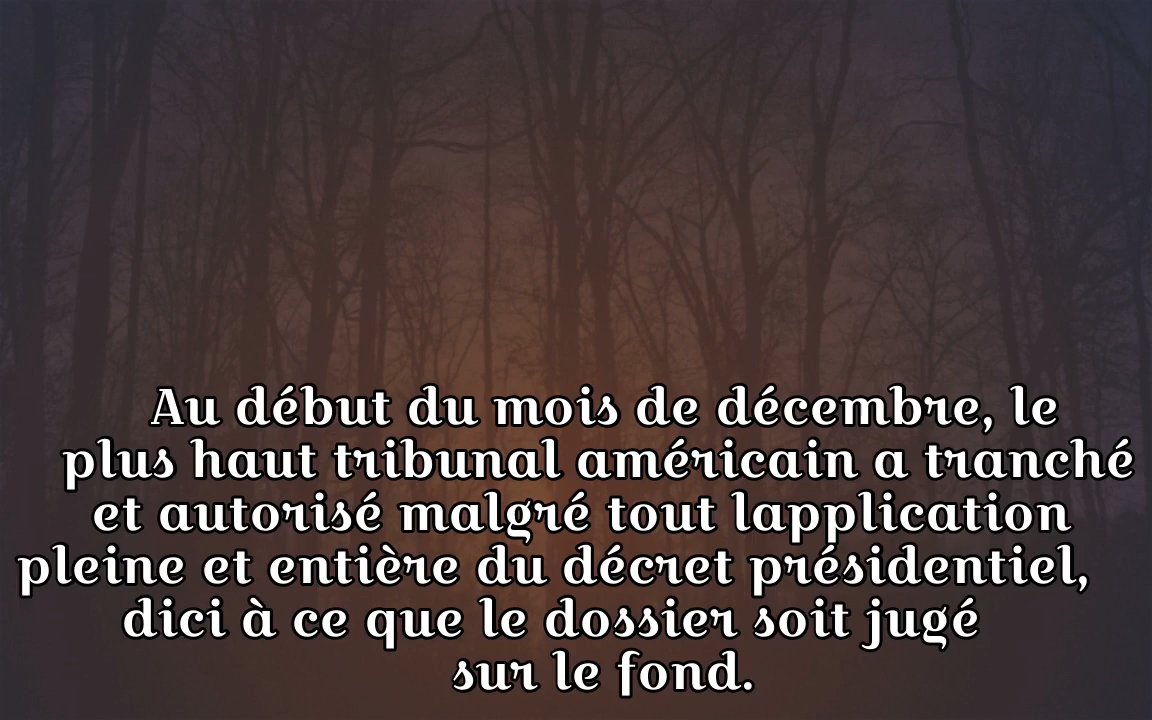 Au début du mois de décembre, le
plus haut tribunal américain a tranché
et autorisé malgré tout lapplication
pleine et entière du décret présidentiel,
dici à ce que le dossier soit jugé
sur le fond.